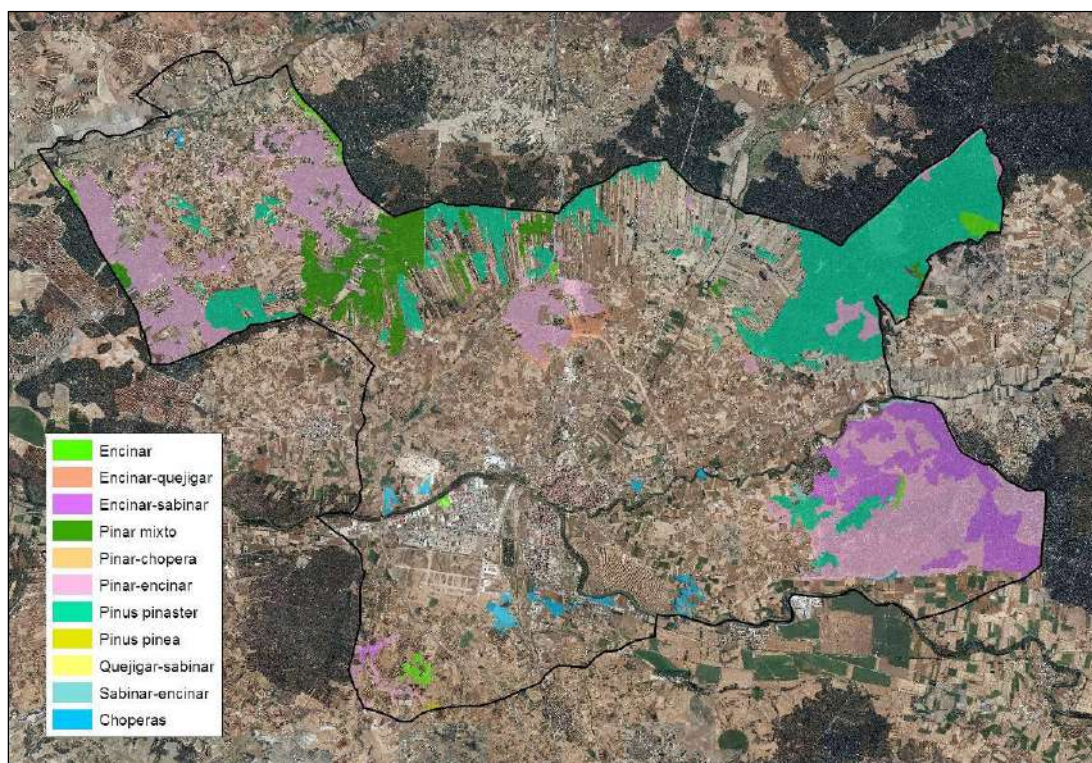 Encinar
Encinar-quejigar
Encinar-sabinar
Pinar mixto
Pinar-chopera
Pinar-encinar
Pinus pinaster
Pinus pinea
Quejigar-sabinar
Sabinar-encinar
Choperas